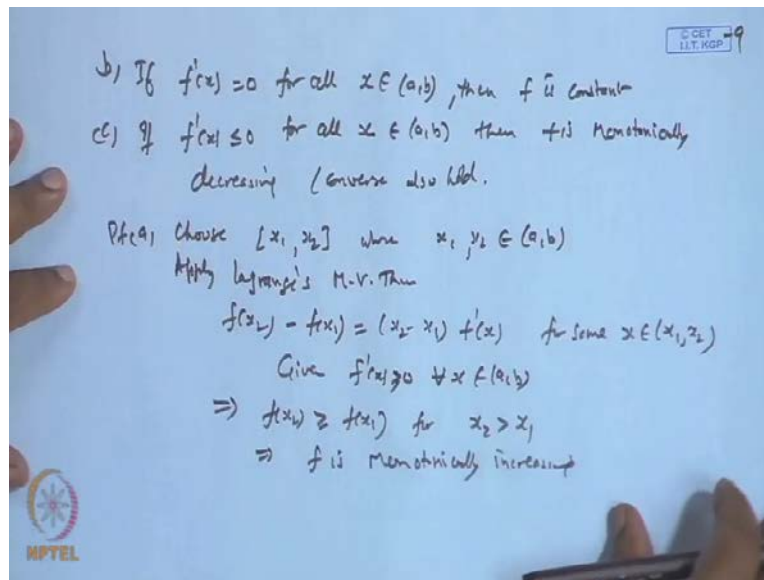 © CET
I.I.T. KGP
-9
b) If f'(x) = 0 for all x ∈ (a,b), then f is constant
(c) If f'(x) ≤ 0 for all x ∈ (a,b) then f is Monotonically
decreasing (Converse also hold.
Pf(a) Choose [x₁, x₂] where x₁, x₂ ∈ (a,b)
Apply Lagrange's M.V. Thm
f(x₂) - f(x₁) = (x₂ - x₁) f'(x) for some x ∈ (x₁, x₂)
Given f'(x) ≥ 0 ∀ x ∈ (a,b)
⇒ f(x₂) ≥ f(x₁) for x₂ > x₁
⇒ f is Monotonically increasing
NPTEL